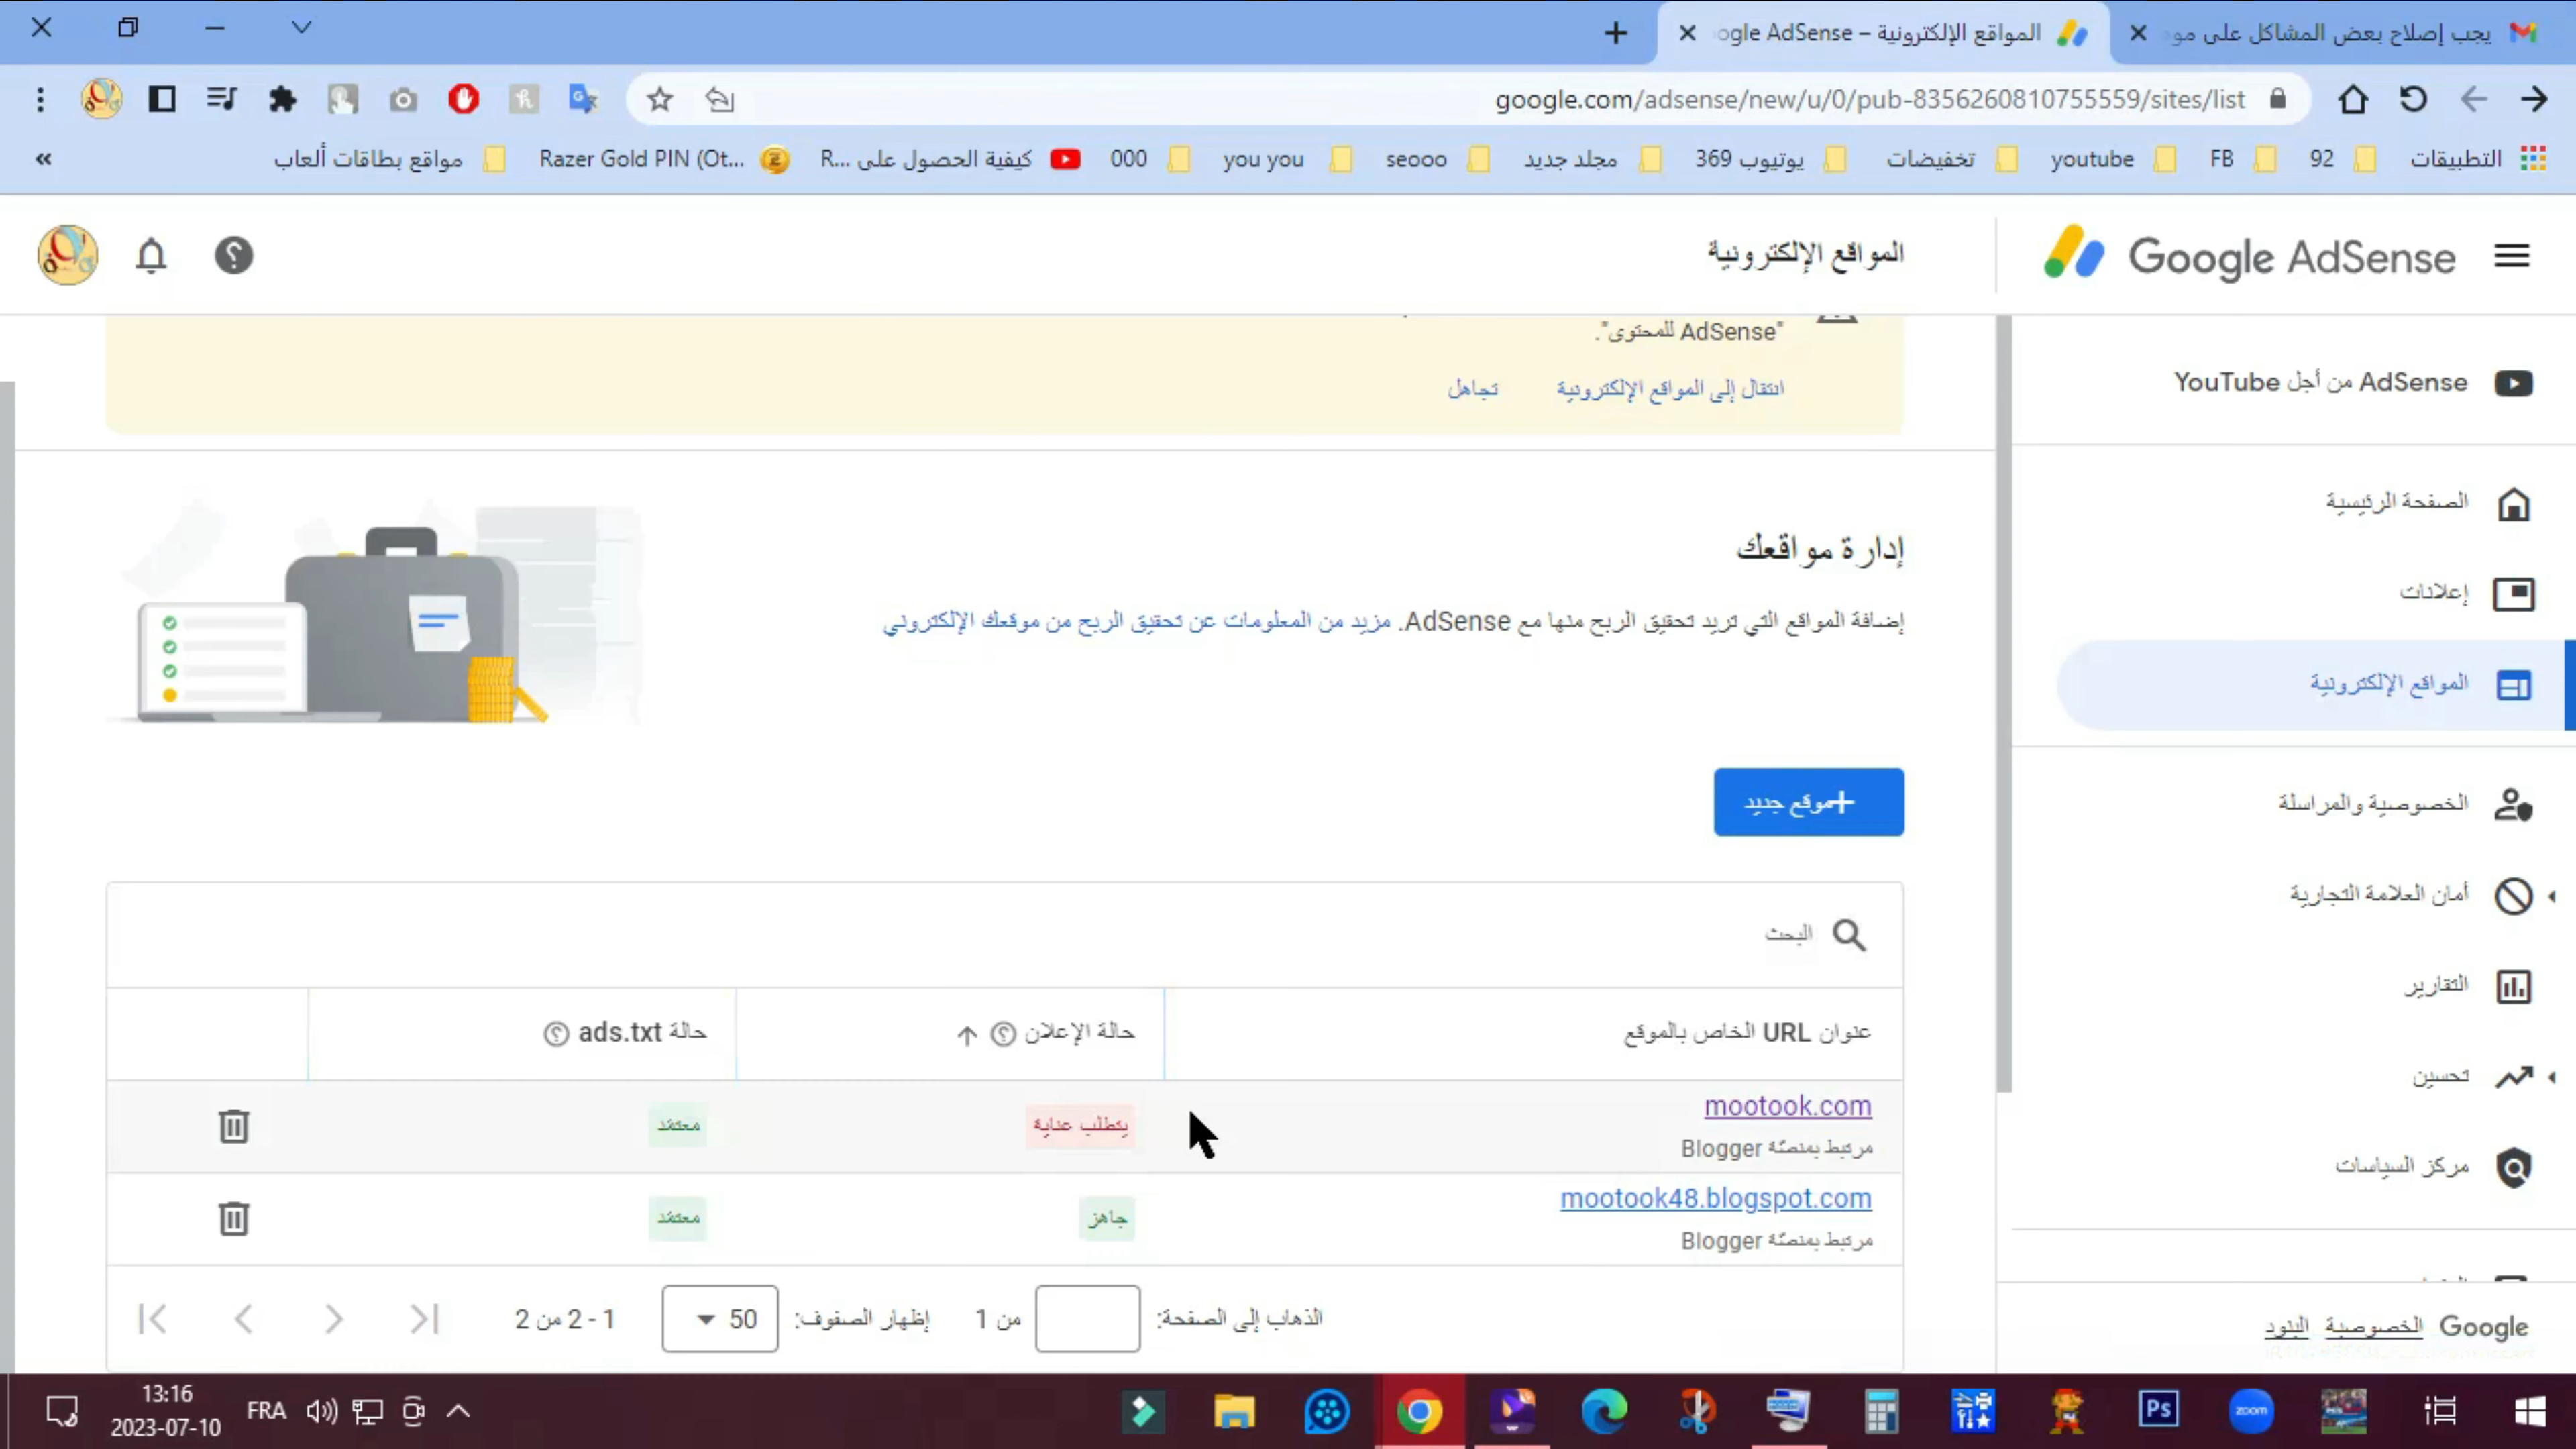 يجب إصلاح بعض المشاكل على مو
المواقع الإلكترونية – ogle AdSense
google.com/adsense/new/u/0/pub-8356260810755559/sites/list
التطبيقات
92
FB
youtube
تخفيضات
يوتيوب 369
مجلد جديد
seooo
you you
000
كيفية الحصول على ...R
Razer Gold PIN (Ot...
مواقع بطاقات ألعاب
Google AdSense
المواقع الإلكترونية
AdSense من أجل YouTube
الصفحة الرئيسية
إعلانات
المواقع الإلكترونية
الخصوصية والمراسلة
أمان العلامة التجارية
التقارير
تحسين
مركز السياسات
Google الخصوصية البنود
"AdSense للمحتوى".
انتقال إلى المواقع الإلكترونية تجاهل
إدارة مواقعك
إضافة المواقع التي تريد تحقيق الربح منها مع AdSense. مزيد من المعلومات عن تحقيق الربح من موقعك الإلكتروني
+موقع جديد
البحث
عنوان URL الخاص بالموقع
حالة الإعلان
حالة ads.txt
mootook.com
مرتبط بمنصّة Blogger
يتطلب عناية
معتمَد
mootook48.blogspot.com
مرتبط بمنصّة Blogger
جاهز
معتمَد
الذهاب إلى الصفحة: من 1 إظهار الصفوف: 50 1 - 2 من 2
Ps
zoom
FRA
13:16
2023-07-10